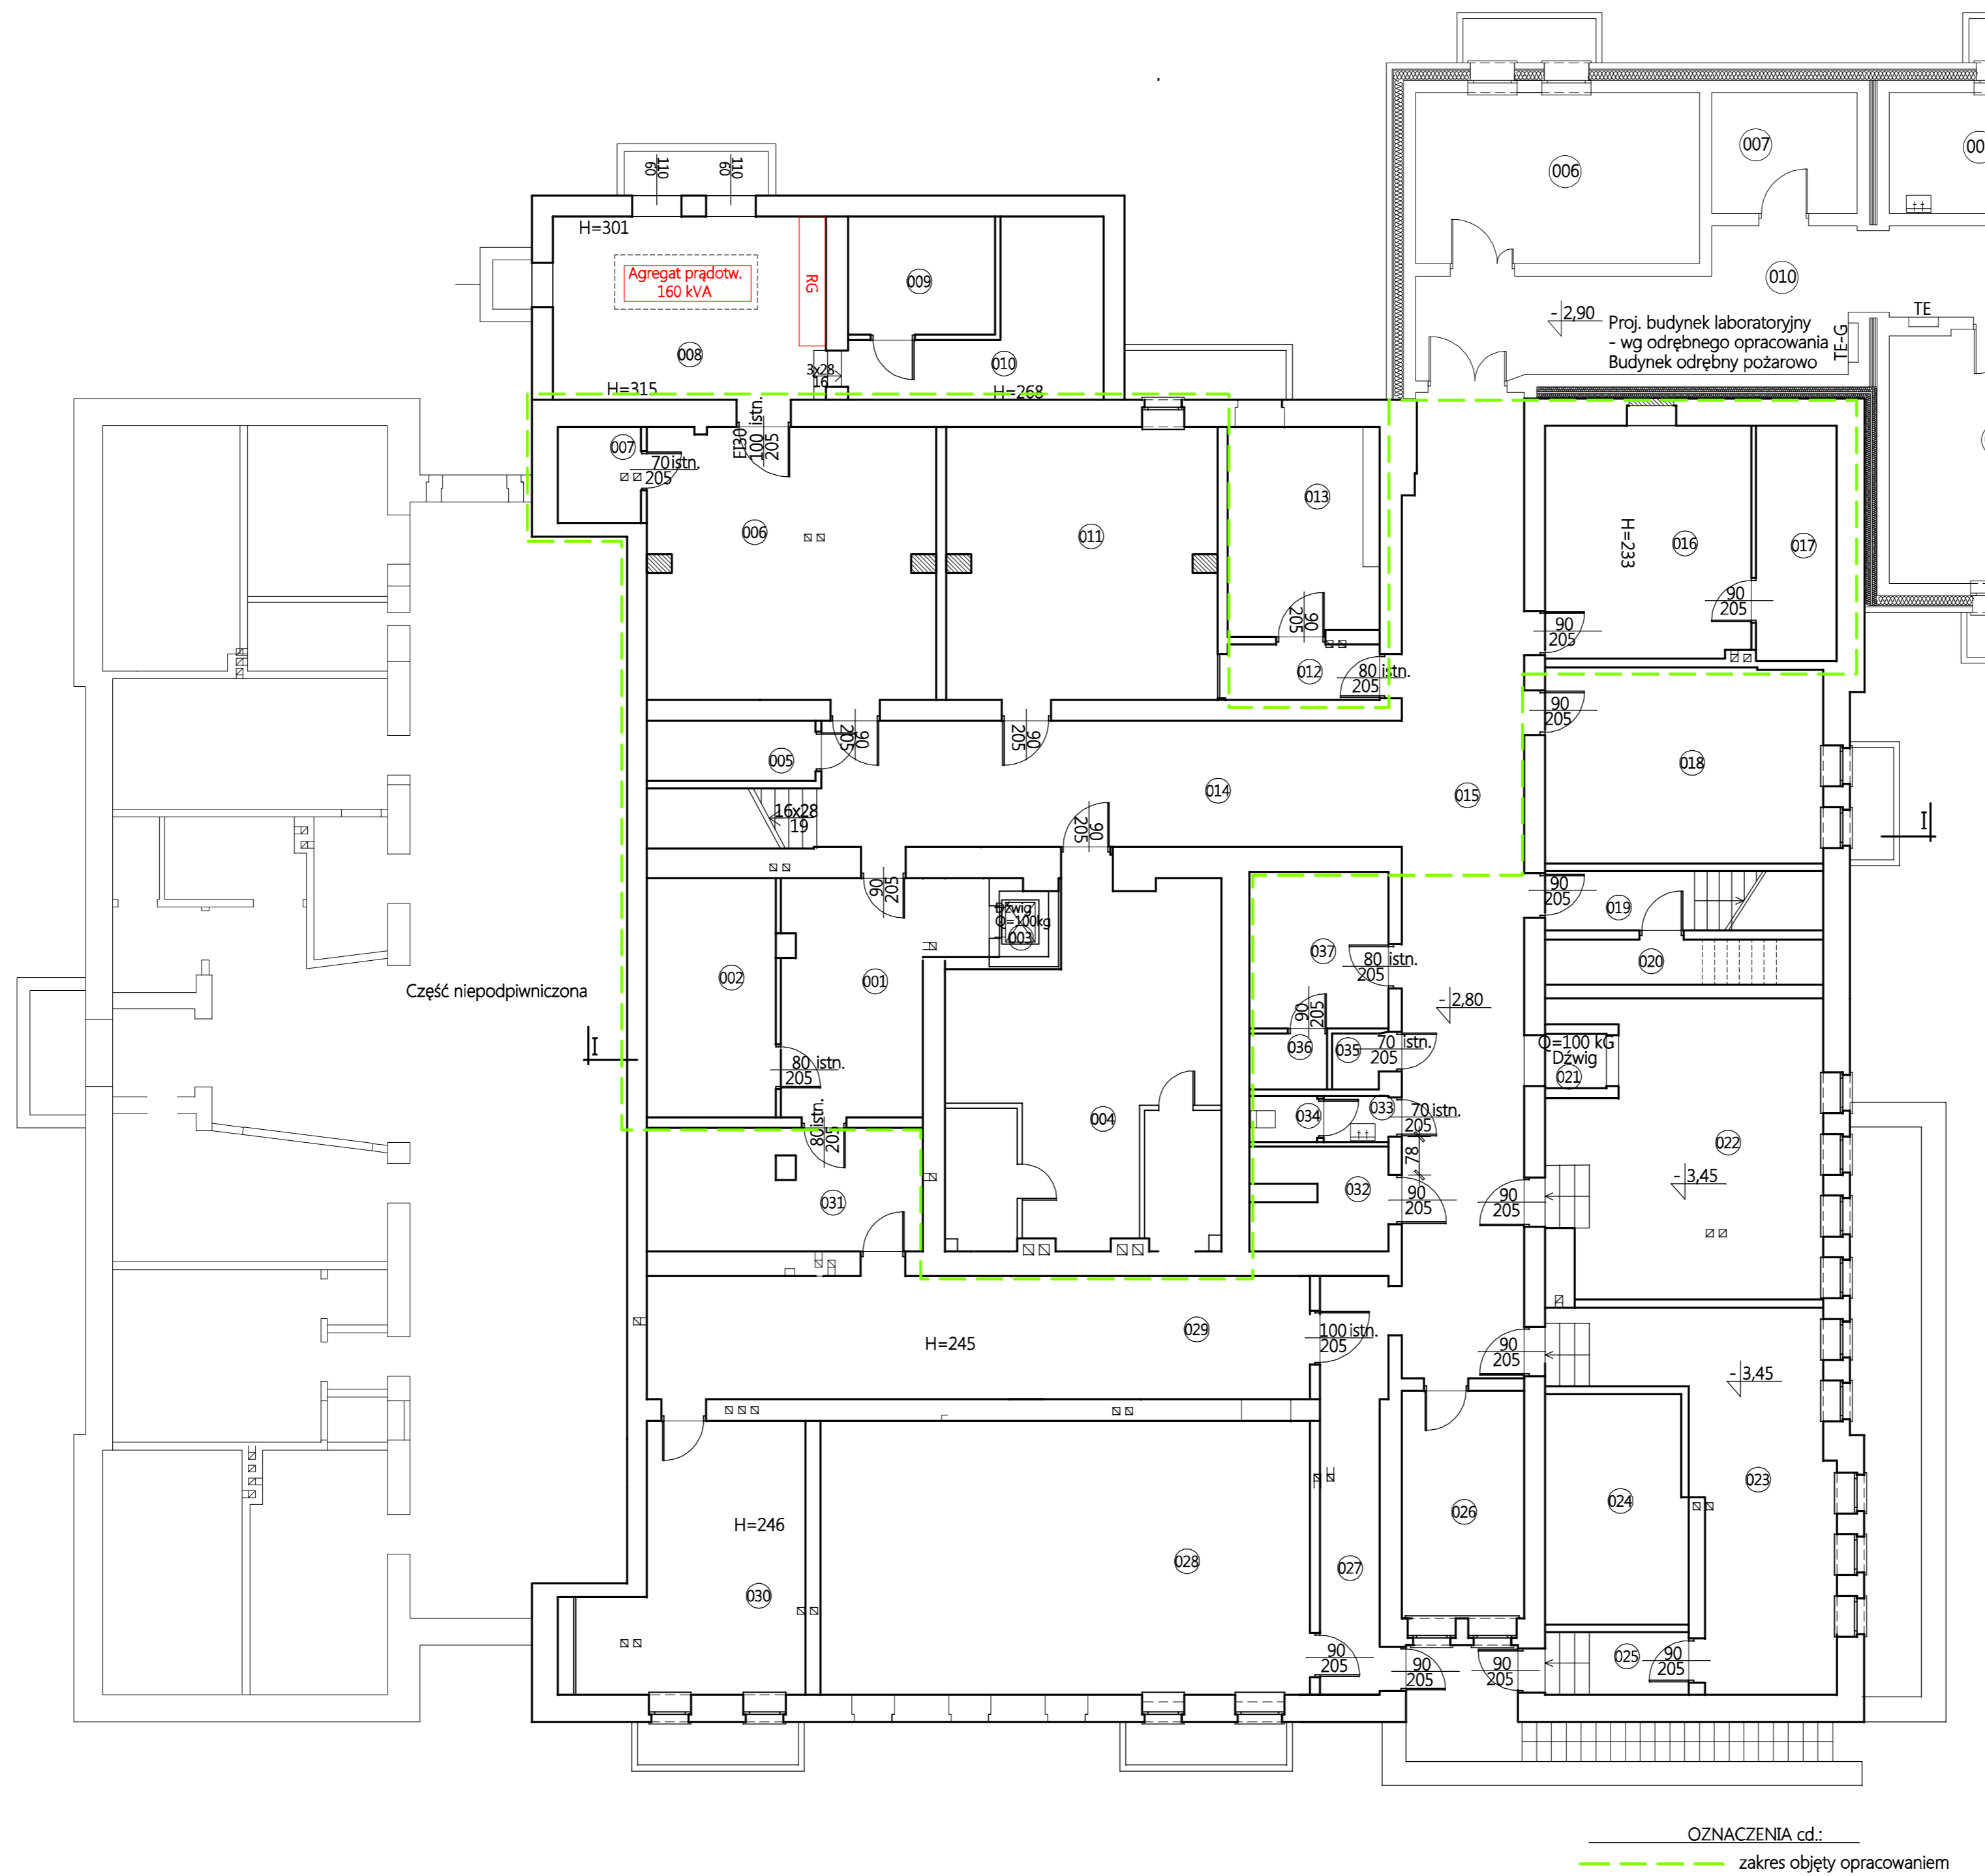 110
60
110
60
H=301
Agregat prądotw.
160 kVA
RG
009
008
3x28
16
010
H=315
H=268
006
007
00
010
- 2,90
Proj. budynek laboratoryjny
- wg odrębnego opracowania
Budynek odrębny pożarowo
TE-G
TE
007
70 istn.
205
EI30
100 istn.
205
006
011
013
H=233
016
017
90
205
90
205
90
205
012
80 istn.
205
005
90
205
90
205
90
205
018
014
015
16x28
19
90
205
I
90
205
90
205
019
020
Dźwig
Q=100kg
003
002
001
037
80 istn.
205
- 2,80
Część niepodpiwniczona
I
90
205
036
035
70 istn.
205
Q=100 kG
Dźwig
021
80 istn.
205
80 istn.
205
004
034
033
70 istn.
205
78
022
- 3,45
031
032
90
205
90
205
H=245
029
100 istn.
205
90
205
- 3,45
H=246
026
024
023
028
027
030
90
205
90
205
90
205
025
90
205
OZNACZENIA cd.:
zakres objęty opracowaniem